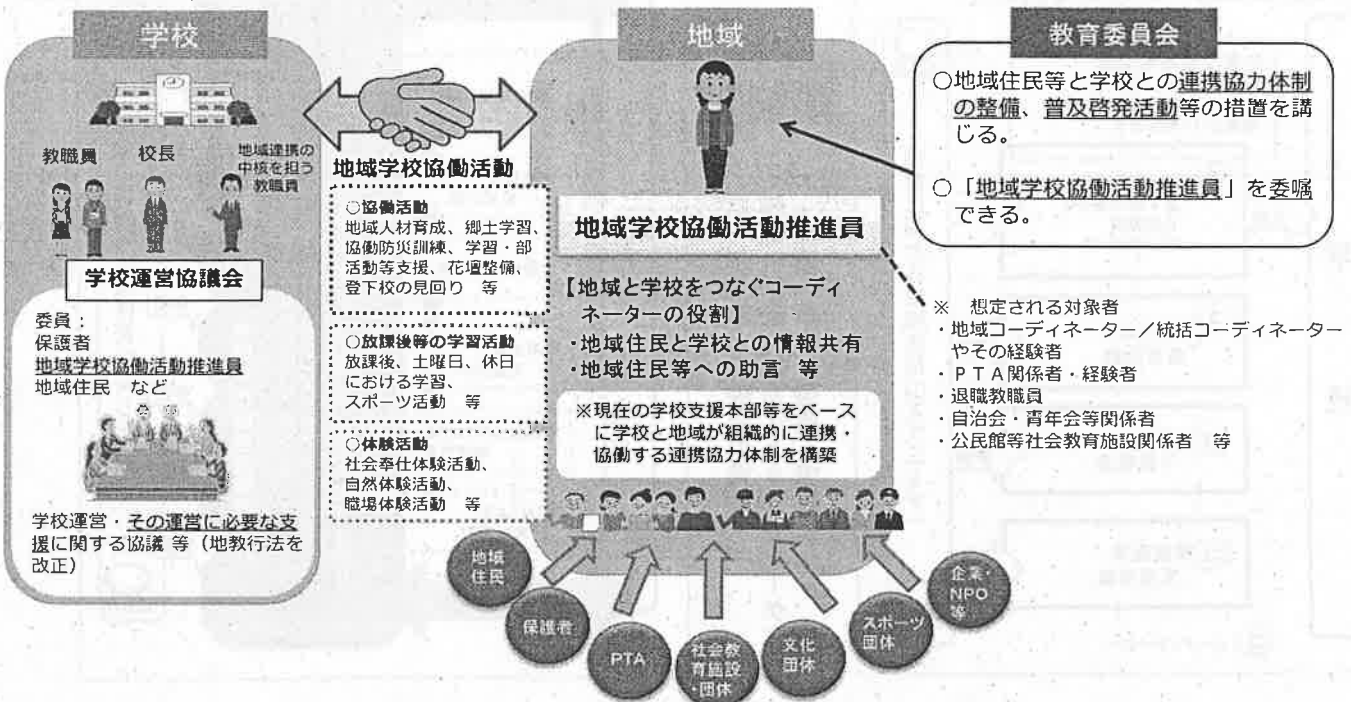 学校
教職員
校長
地域連携の
中核を担う
教職員
学校運営協議会
委員：
保護者
地域学校協働活動推進員
地域住民　など
学校運営・その運営に必要な支
援に関する協議 等（地教行法を
改正）
地域学校協働活動
○協働活動
地域人材育成、郷土学習、
協働防災訓練、学習・部
活動等支援、花壇整備、
登下校の見回り　等
○放課後等の学習活動
放課後、土曜日、休日
における学習、
スポーツ活動　等
○体験活動
社会奉仕体験活動、
自然体験活動、
職場体験活動　等
地域
地域学校協働活動推進員
【地域と学校をつなぐコーディ
ネーターの役割】
・地域住民と学校との情報共有
・地域住民等への助言　等
※現在の学校支援本部等をベース
に学校と地域が組織的に連携・
協働する連携協力体制を構築
地域
住民
保護者
PTA
社会教
育施設
・団体
文化
団体
スポーツ
団体
企業・
NPO
等
教育委員会
○地域住民等と学校との連携協力体制
の整備、普及啓発活動等の措置を講
じる。
○「地域学校協働活動推進員」を委嘱
できる。
※　想定される対象者
・地域コーディネーター／統括コーディネーター
やその経験者
・ＰＴＡ関係者・経験者
・退職教職員
・自治会・青年会等関係者
・公民館等社会教育施設関係者　等